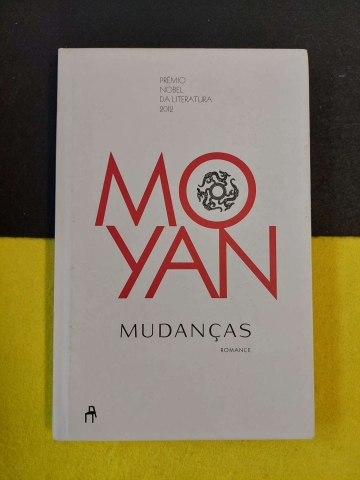 PRÉMIO
NOBEL
DA LITERATURA
2012
MO
YAN
MUDANÇAS
ROMANCE